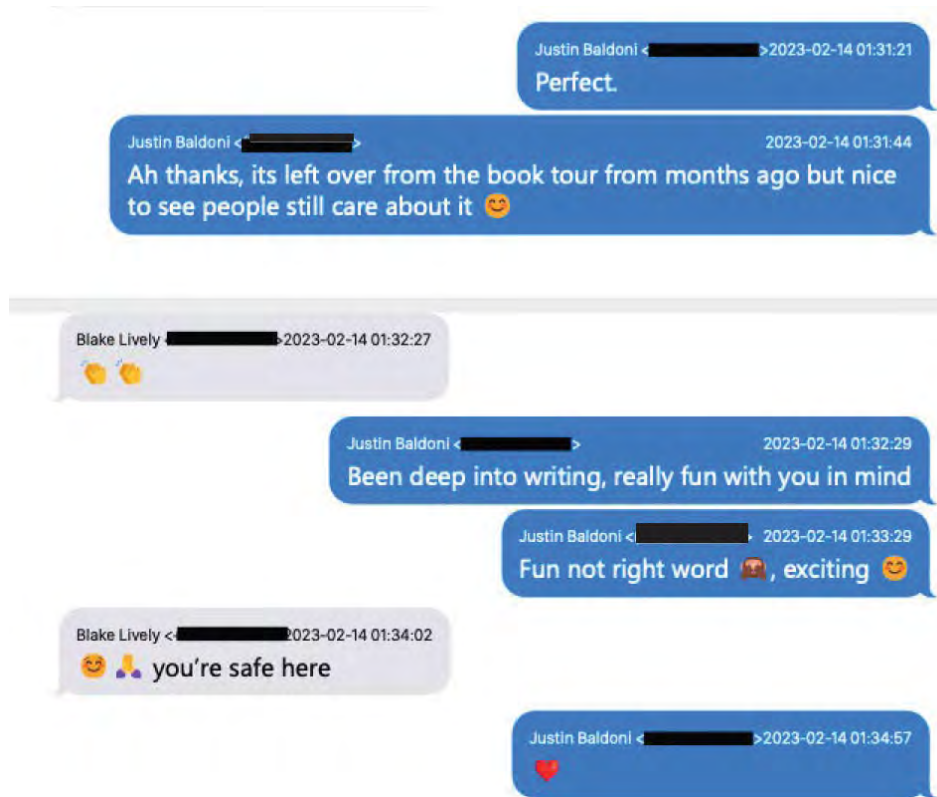 Justin Baldoni < >2023-02-14 01:31:21
Perfect.
Justin Baldoni < > 2023-02-14 01:31:44
Ah thanks, its left over from the book tour from months ago but nice
to see people still care about it 😊
Blake Lively < >2023-02-14 01:32:27
👏 👏
Justin Baldoni < > 2023-02-14 01:32:29
Been deep into writing, really fun with you in mind
Justin Baldoni < > 2023-02-14 01:33:29
Fun not right word 🙈, exciting 😊
Blake Lively < 2023-02-14 01:34:02
😊 🙏 you're safe here
Justin Baldoni < >2023-02-14 01:34:57
❤️